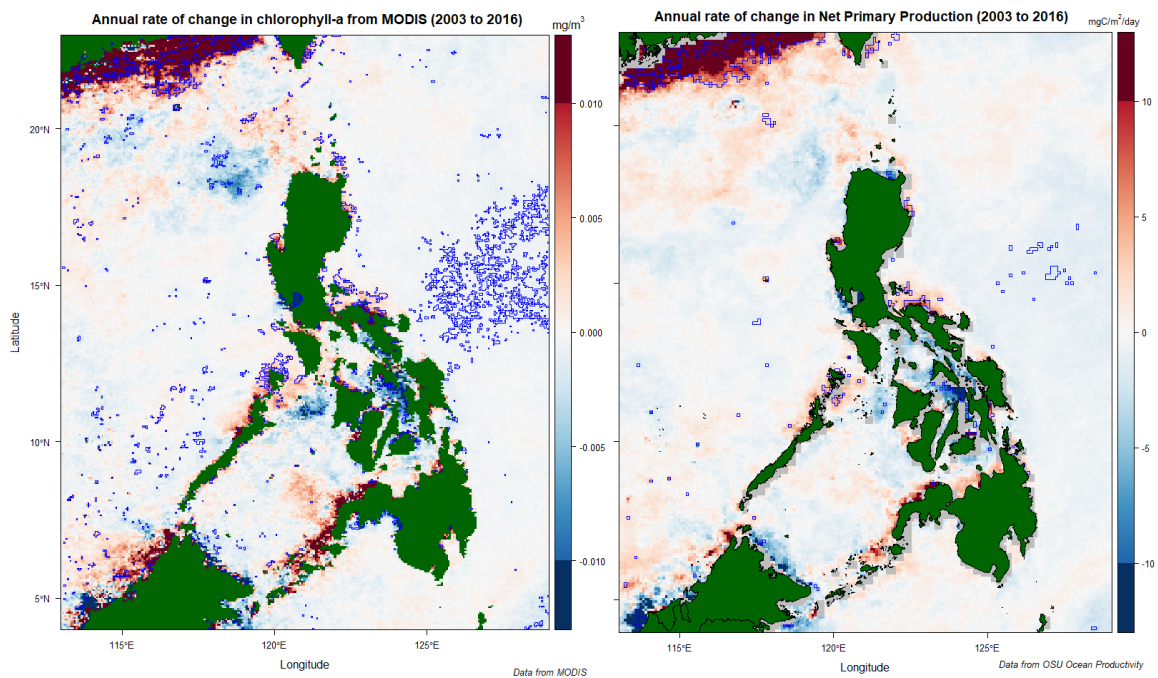 Annual rate of change in chlorophyll-a from MODIS (2003 to 2016)
mg/m³
0.010
0.005
0.000
-0.005
-0.010
20°N
15°N
10°N
5°N
Latitude
115°E
120°E
125°E
Longitude
Data from MODIS
Annual rate of change in Net Primary Production (2003 to 2016)
mgC/m²/day
10
5
0
-5
-10
115°E
120°E
125°E
Longitude
Data from OSU Ocean Productivity